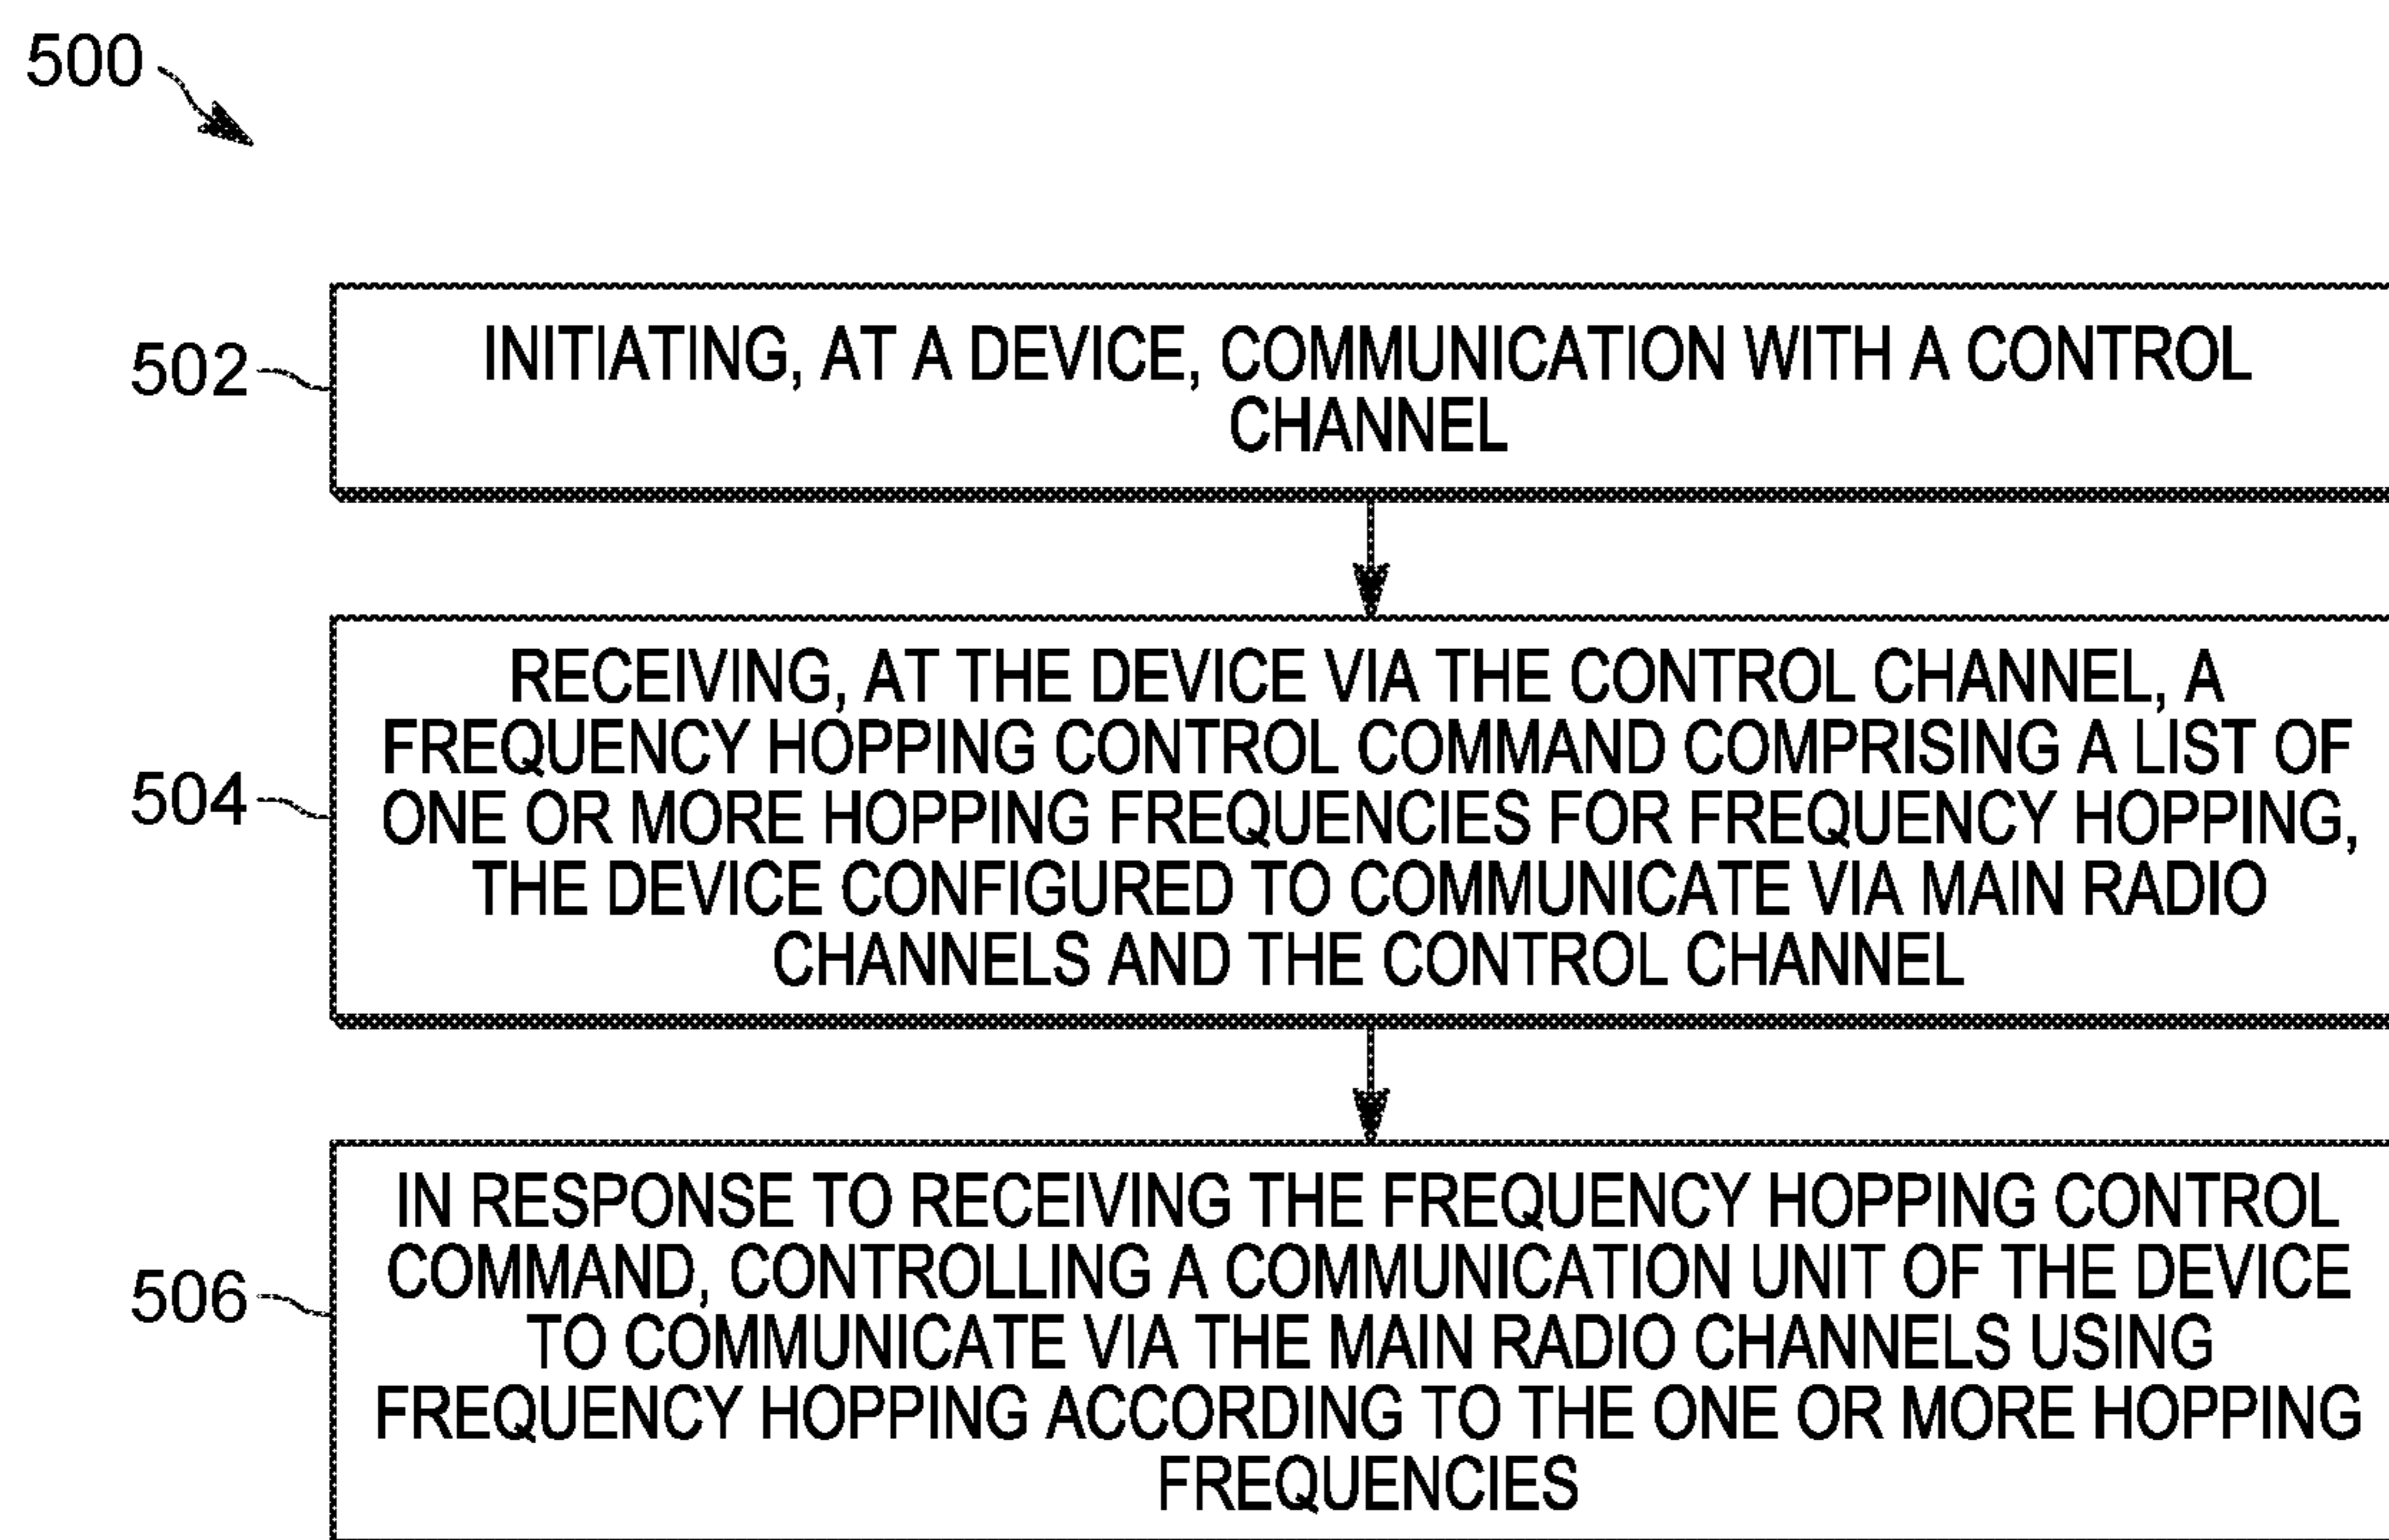 500
502
INITIATING, AT A DEVICE, COMMUNICATION WITH A CONTROL
CHANNEL
504
RECEIVING, AT THE DEVICE VIA THE CONTROL CHANNEL, A
FREQUENCY HOPPING CONTROL COMMAND COMPRISING A LIST OF
ONE OR MORE HOPPING FREQUENCIES FOR FREQUENCY HOPPING,
THE DEVICE CONFIGURED TO COMMUNICATE VIA MAIN RADIO
CHANNELS AND THE CONTROL CHANNEL
506
IN RESPONSE TO RECEIVING THE FREQUENCY HOPPING CONTROL
COMMAND, CONTROLLING A COMMUNICATION UNIT OF THE DEVICE
TO COMMUNICATE VIA THE MAIN RADIO CHANNELS USING
FREQUENCY HOPPING ACCORDING TO THE ONE OR MORE HOPPING
FREQUENCIES